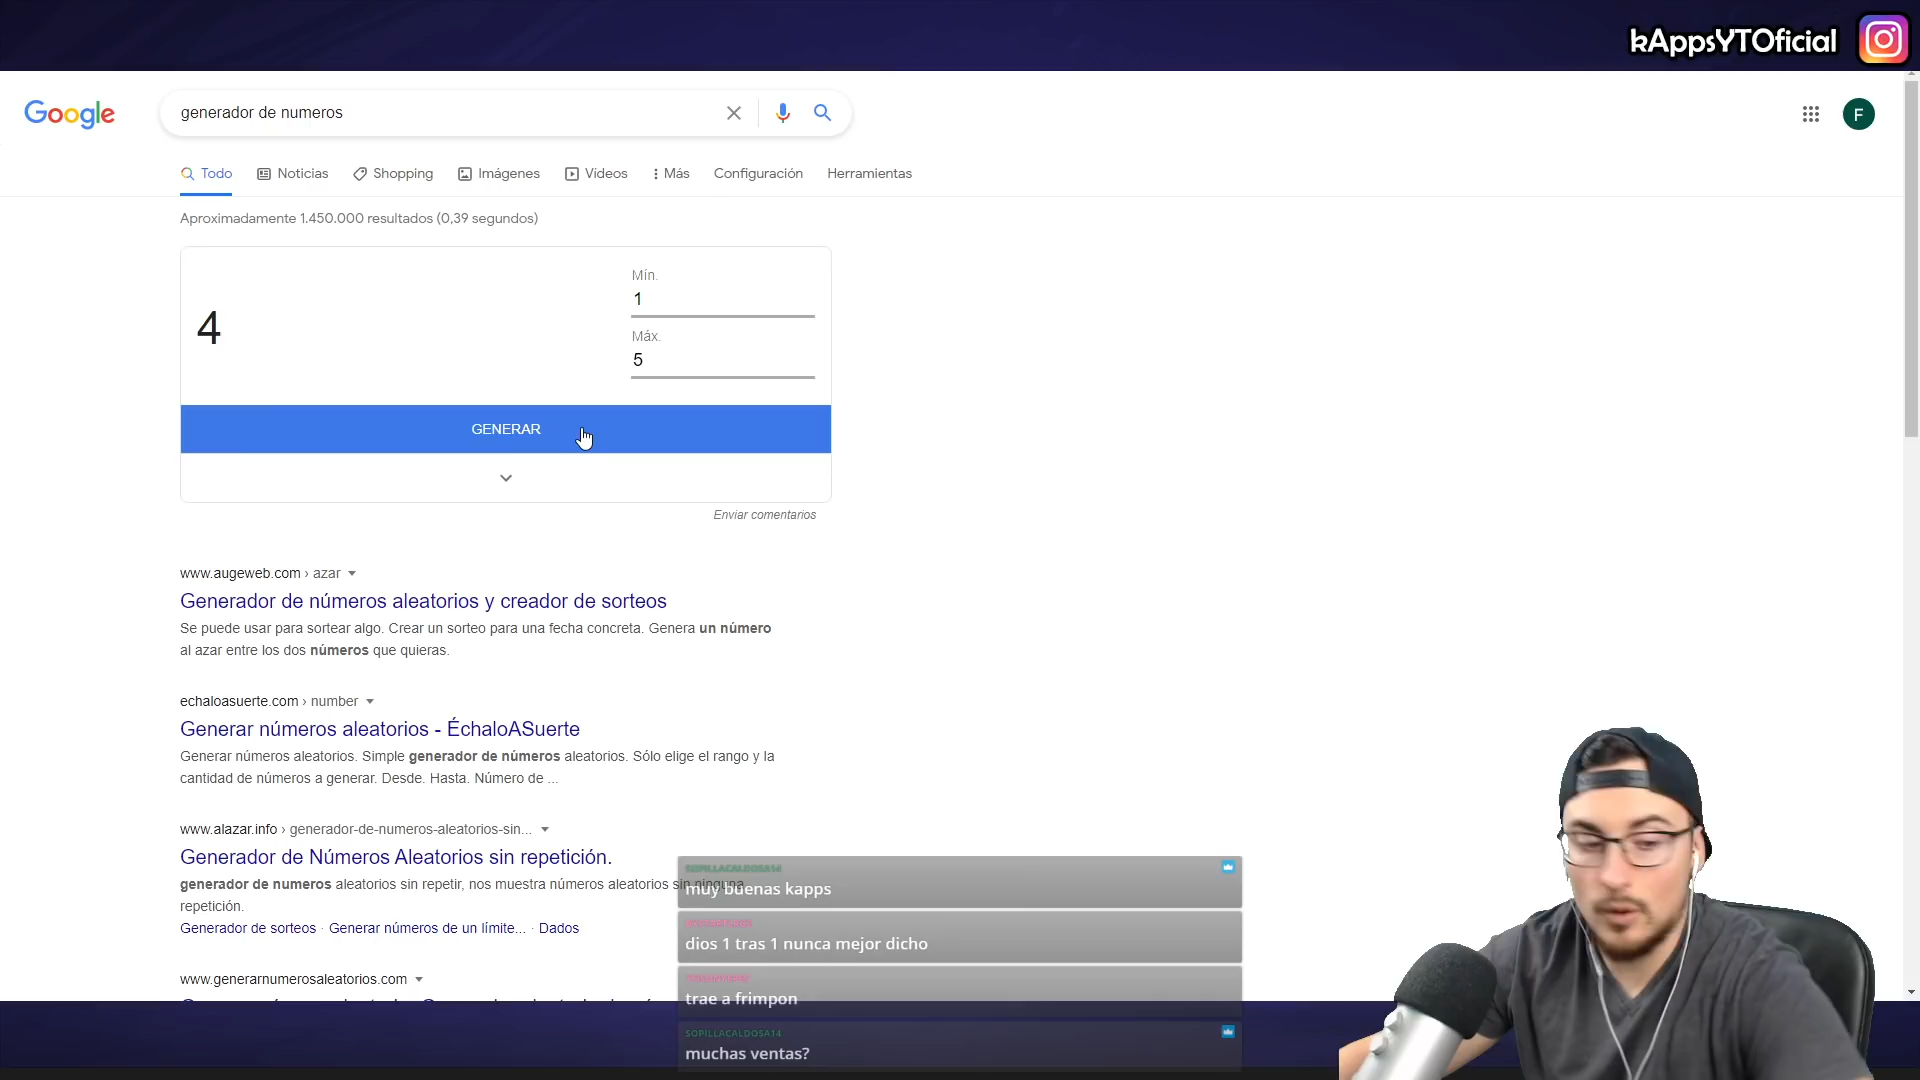 kAppsYTOficial
Google
generador de numeros
F
Todo
Noticias
Shopping
Imágenes
Vídeos
Más
Configuración
Herramientas
Aproximadamente 1.450.000 resultados (0,39 segundos)
4
Mín.
1
Máx.
5
GENERAR
Enviar comentarios
www.augeweb.com › azar
Generador de números aleatorios y creador de sorteos
Se puede usar para sortear algo. Crear un sorteo para una fecha concreta. Genera un número
al azar entre los dos números que quieras.
echaloasuerte.com › number
Generar números aleatorios - ÉchaloASuerte
Generar números aleatorios. Simple generador de números aleatorios. Sólo elige el rango y la
cantidad de números a generar. Desde. Hasta. Número de ...
www.alazar.info › generador-de-numeros-aleatorios-sin...
Generador de Números Aleatorios sin repetición.
generador de numeros aleatorios sin repetir, nos muestra números aleatorios sin ninguna
repetición.
Generador de sorteos · Generar números de un límite... · Dados
www.generarnumerosaleatorios.com
SOPILLACALDOSA14
muy buenas kapps
dios 1 tras 1 nunca mejor dicho
trae a frimpon
SOPILLACALDOSA14
muchas ventas?